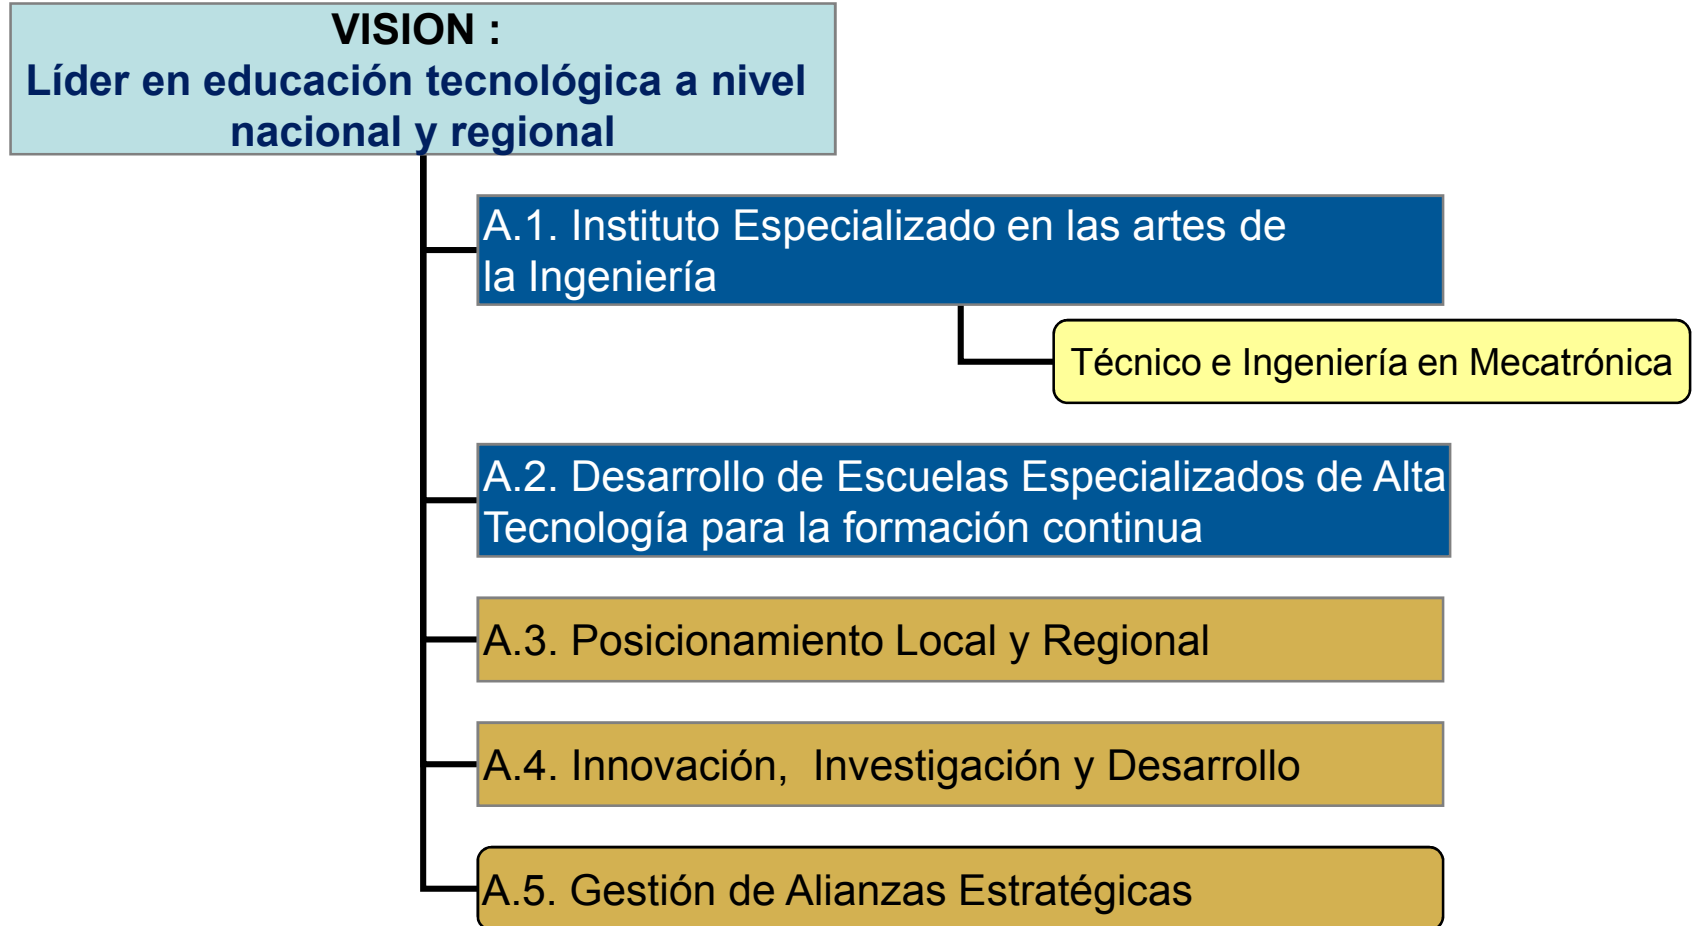 VISION :
Líder en educación tecnológica a nivel
nacional y regional
A.1. Instituto Especializado en las artes de
la Ingeniería
Técnico e Ingeniería en Mecatrónica
A.2. Desarrollo de Escuelas Especializados de Alta
Tecnología para la formación continua
A.3. Posicionamiento Local y Regional
A.4. Innovación,  Investigación y Desarrollo
A.5. Gestión de Alianzas Estratégicas